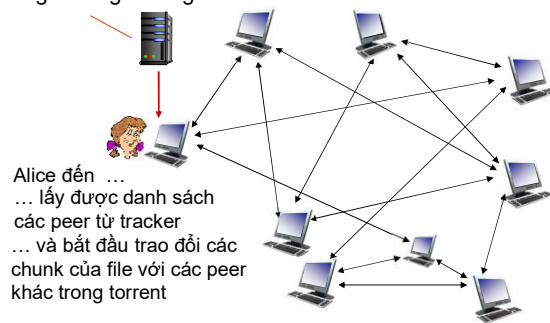 Alice đến …
… lấy được danh sách
các peer từ tracker
… và bắt đầu trao đổi các
chunk của file với các peer
khác trong torrent